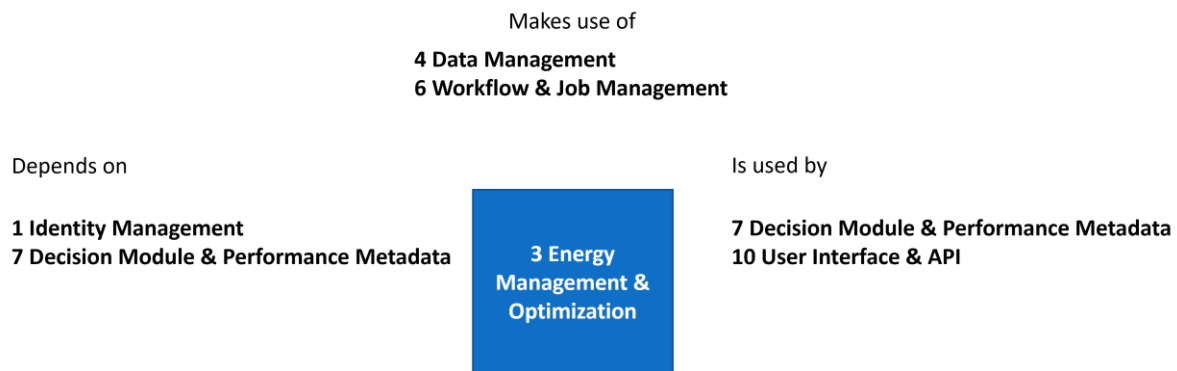 Makes use of
4 Data Management
6 Workflow & Job Management
Depends on
1 Identity Management
7 Decision Module & Performance Metadata
3 Energy
Management &
Optimization
Is used by
7 Decision Module & Performance Metadata
10 User Interface & API